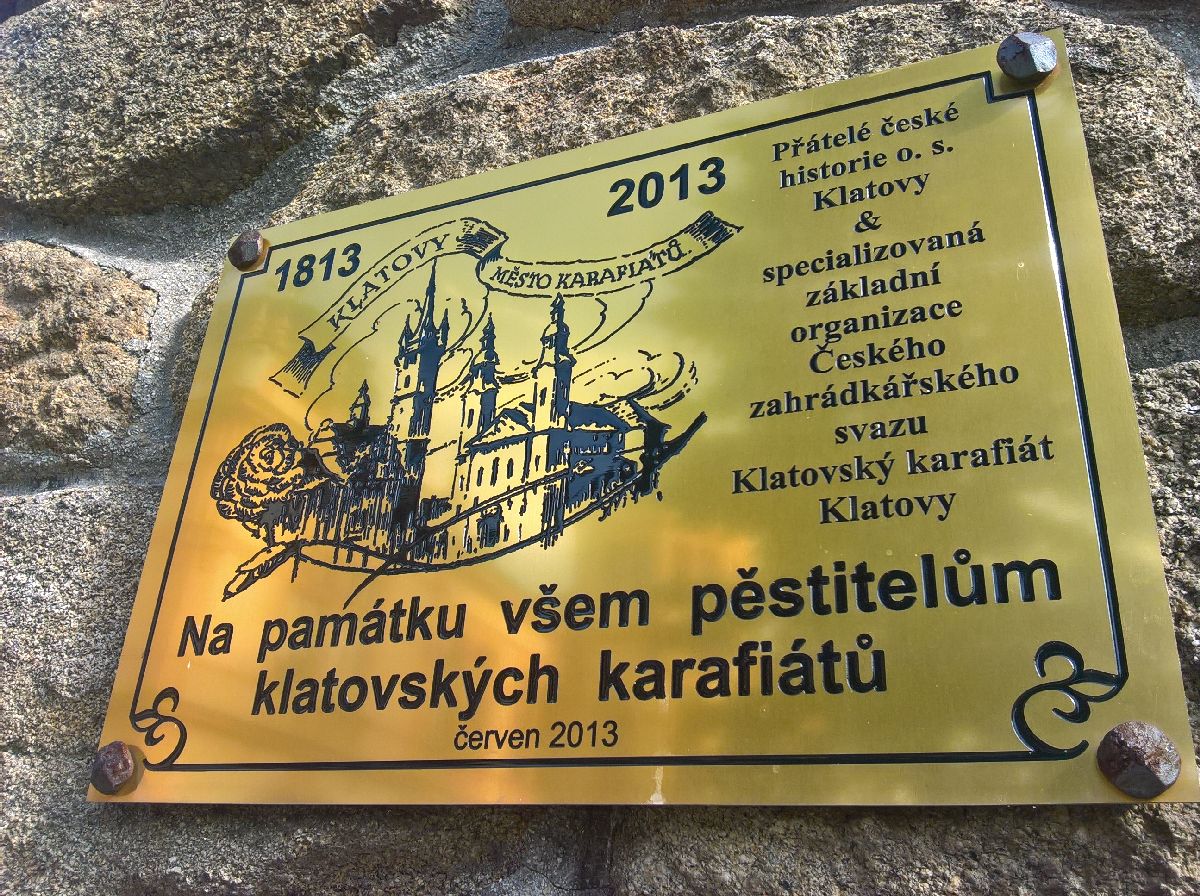 1813
2013
KLATOVY
MĚSTO KARAFIÁTŮ.
Přátelé české
historie o. s.
Klatovy
&
specializovaná
základní
organizace
Českého
zahrádkářského
svazu
Klatovský karafiát
Klatovy
Na památku všem pěstitelům
klatovských karafiátů
červen 2013